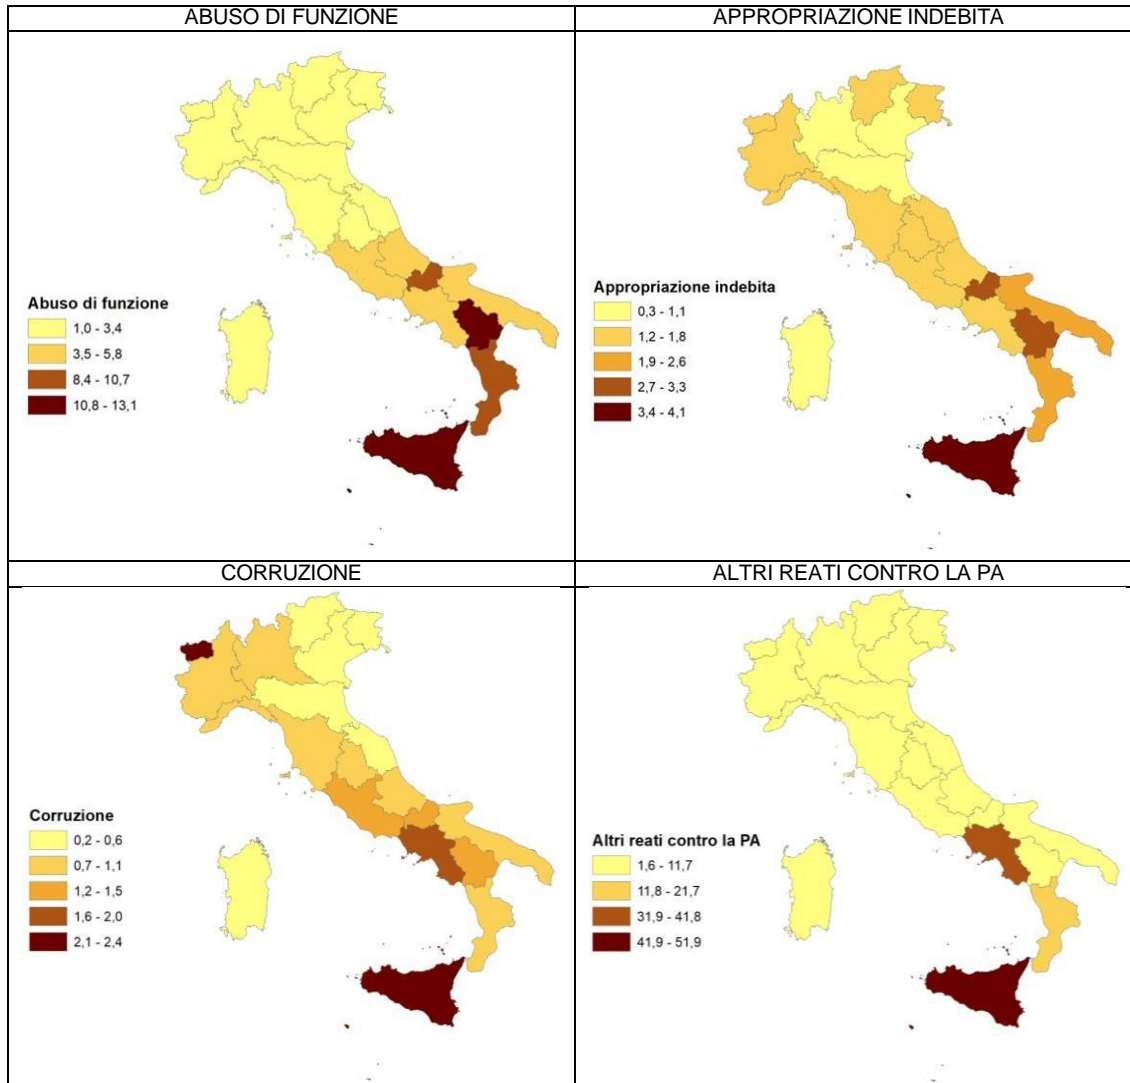 ABUSO DI FUNZIONE
APPROPRIAZIONE INDEBITA
Abuso di funzione
1,0 - 3,4
3,5 - 5,8
8,4 - 10,7
10,8 - 13,1
Appropriazione indebita
0,3 - 1,1
1,2 - 1,8
1,9 - 2,6
2,7 - 3,3
3,4 - 4,1
CORRUZIONE
ALTRI REATI CONTRO LA PA
Corruzione
0,2 - 0,6
0,7 - 1,1
1,2 - 1,5
1,6 - 2,0
2,1 - 2,4
Altri reati contro la PA
1,6 - 11,7
11,8 - 21,7
31,9 - 41,8
41,9 - 51,9